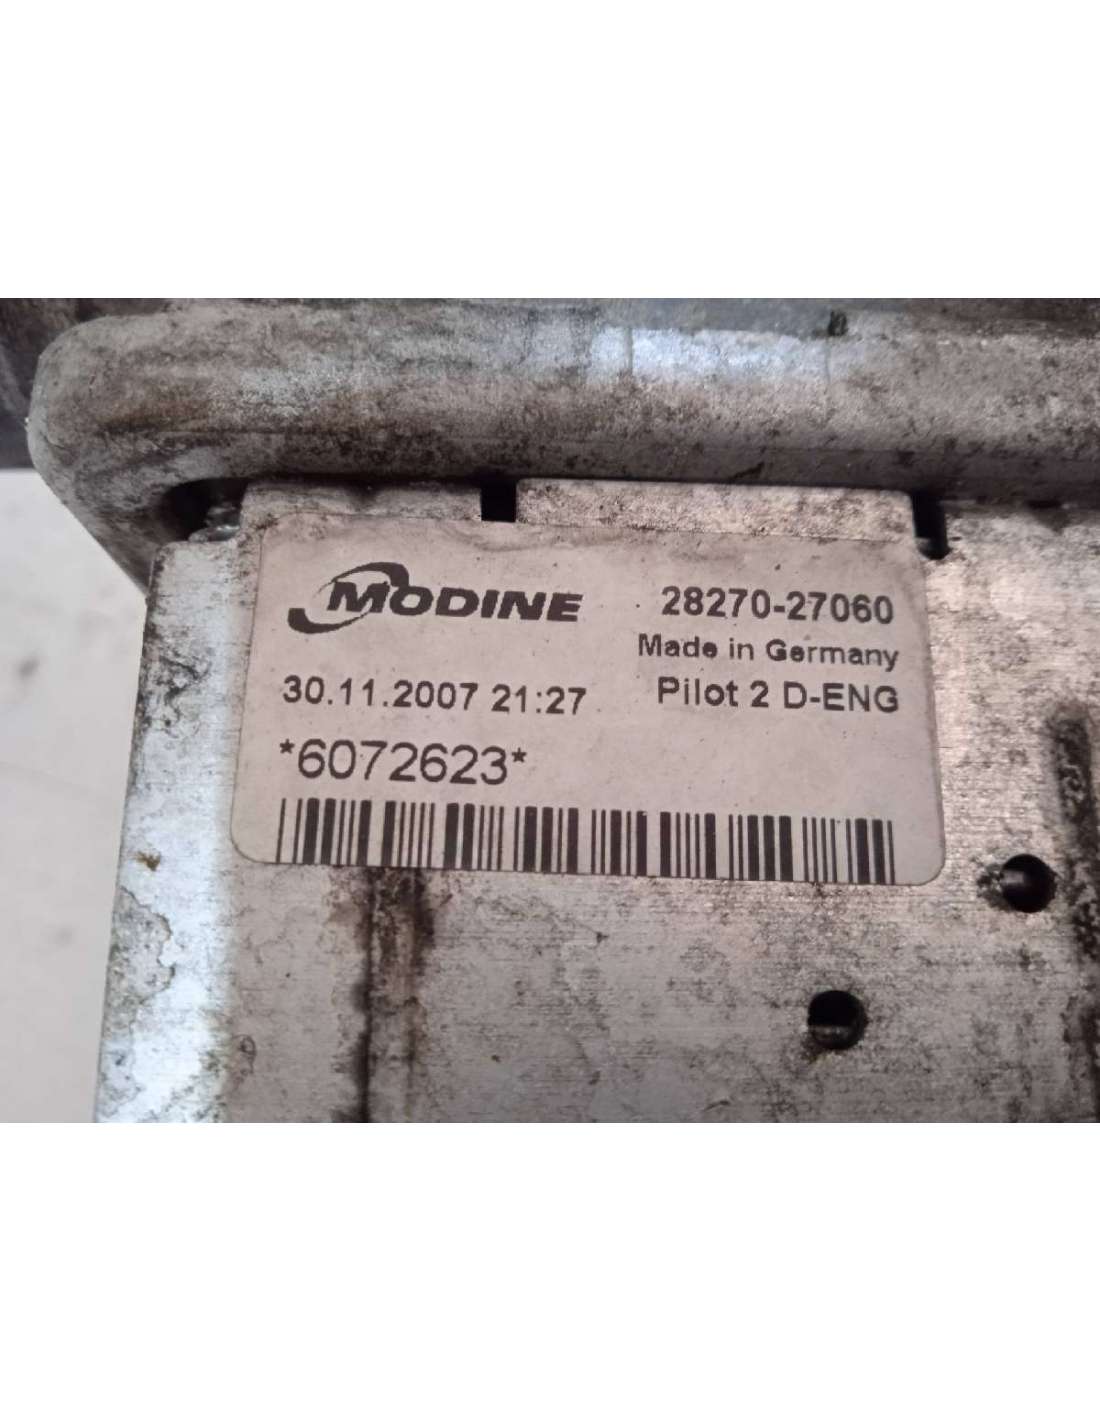 MODINE
28270-27060
Made in Germany
30.11.2007 21:27
Pilot 2 D-ENG
*6072623*